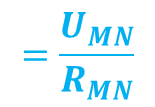 = U_MN / R_MN